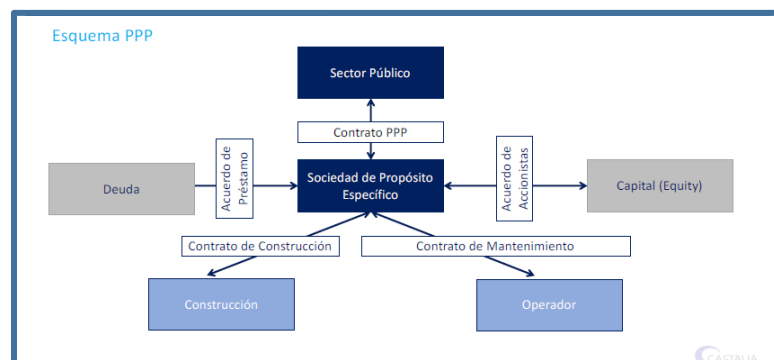 Esquema PPP
Sector Público
Contrato PPP
Deuda
Acuerdo de
Préstamo
Sociedad de Propósito
Específico
Acuerdo de
Accionistas
Capital (Equity)
Contrato de Construcción
Contrato de Mantenimiento
Construcción
Operador
CASTALIA